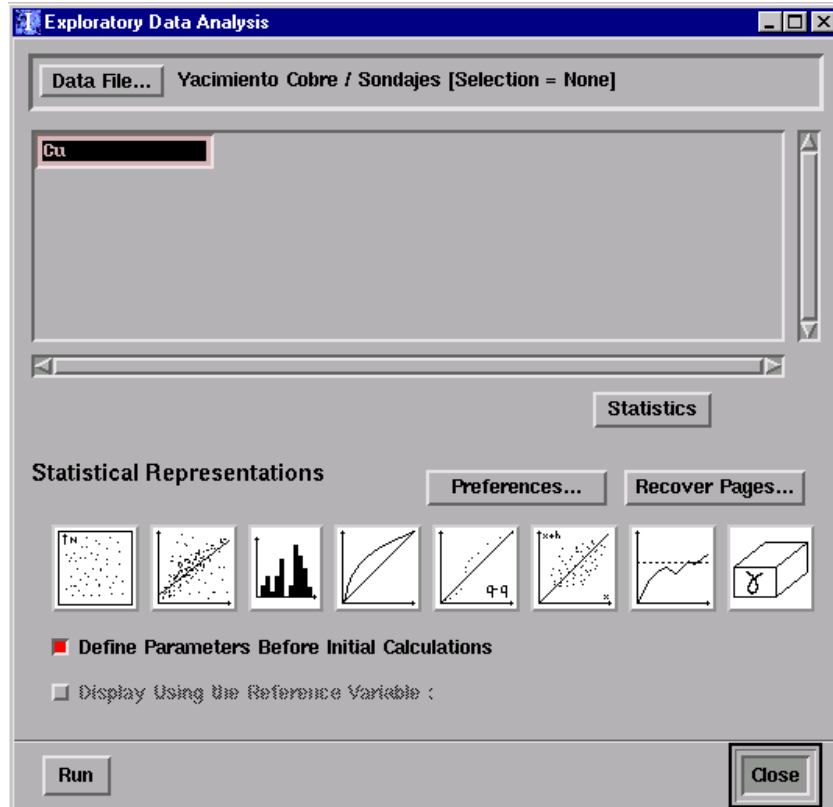 Exploratory Data Analysis
Data File... Yacimiento Cobre / Sondajes [Selection = None]
Cu
Statistics
Statistical Representations
Preferences... Recover Pages...
N
q-q
x+h
x
γ
Define Parameters Before Initial Calculations
Display Using the Reference Variable :
Run Close